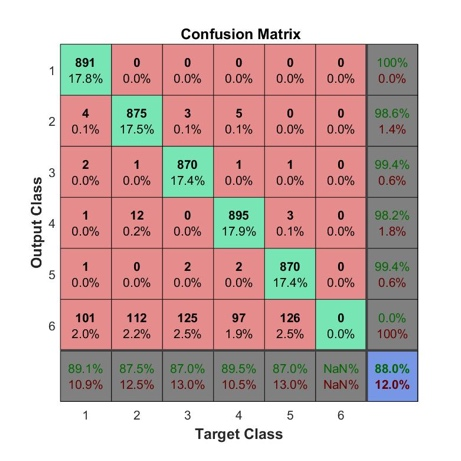 Confusion Matrix
1 891 0 0 0 0 0 100%
17.8% 0.0% 0.0% 0.0% 0.0% 0.0% 0.0%
2 4 875 3 5 0 0 98.6%
0.1% 17.5% 0.1% 0.1% 0.0% 0.0% 1.4%
3 2 1 870 1 1 0 99.4%
0.0% 0.0% 17.4% 0.0% 0.0% 0.0% 0.6%
4 1 12 0 895 3 0 98.2%
0.0% 0.2% 0.0% 17.9% 0.1% 0.0% 1.8%
5 1 0 2 2 870 0 99.4%
0.0% 0.0% 0.0% 0.0% 17.4% 0.0% 0.6%
6 101 112 125 97 126 0 0.0%
2.0% 2.2% 2.5% 1.9% 2.5% 0.0% 100%
89.1% 87.5% 87.0% 89.5% 87.0% NaN% 88.0%
10.9% 12.5% 13.0% 10.5% 13.0% NaN% 12.0%
1 2 3 4 5 6
Target Class
Output Class